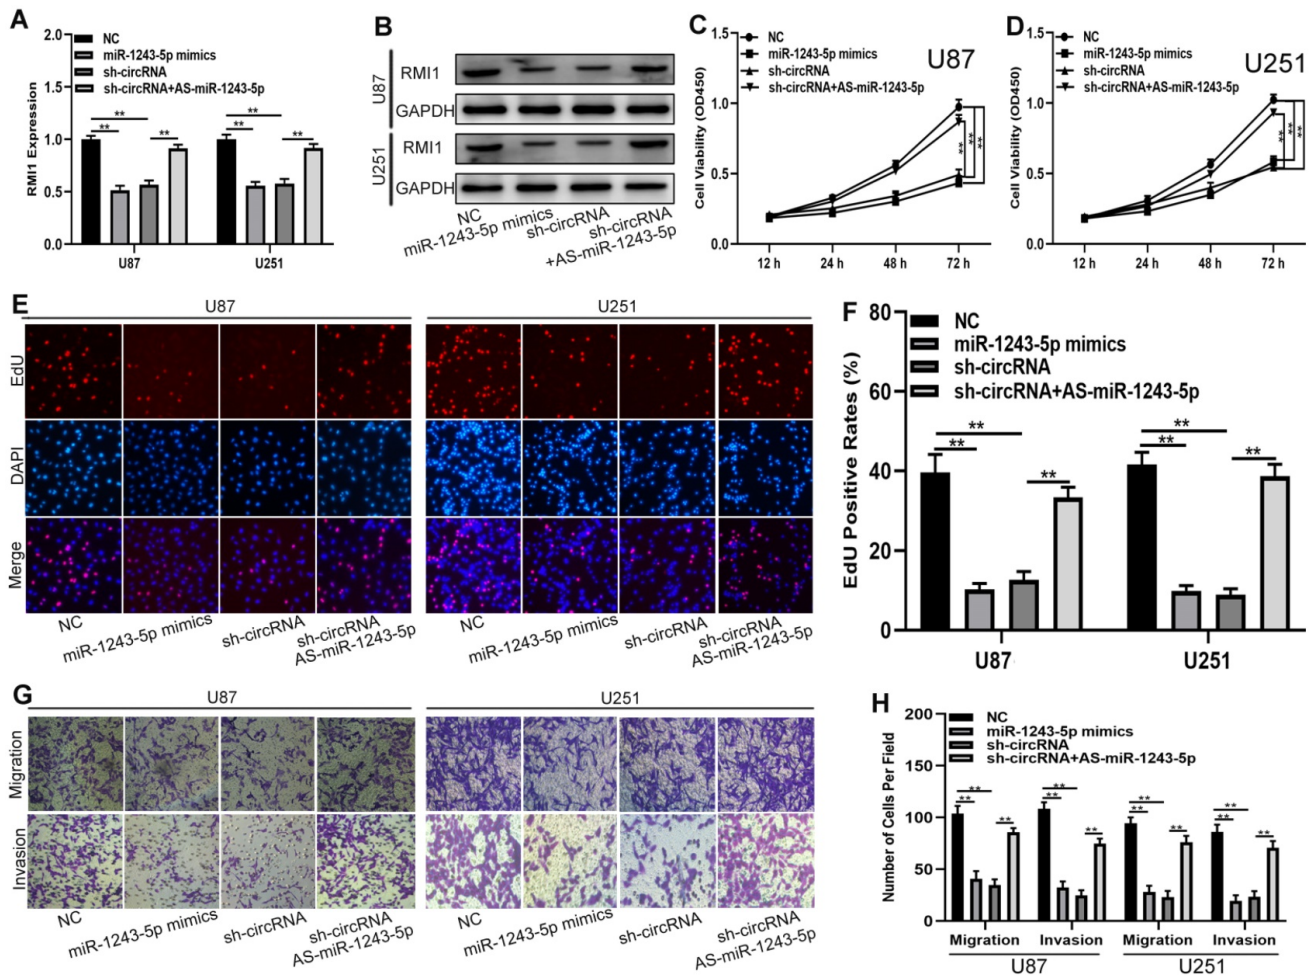 A
NC
miR-1243-5p mimics
sh-circRNA
sh-circRNA+AS-miR-1243-5p
RMI1 Expression
2.0
1.5
1.0
0.5
0.0
** ** **
** ** **
U87 U251
B
U87
RMI1
GAPDH
U251
RMI1
GAPDH
NC
miR-1243-5p mimics
sh-circRNA
sh-circRNA
+AS-miR-1243-5p
C
U87
NC
miR-1243-5p mimics
sh-circRNA
sh-circRNA+AS-miR-1243-5p
Cell Viability (OD450)
1.5
1.0
0.5
0.0
** ** **
12 h 24 h 48 h 72 h
D
U251
NC
miR-1243-5p mimics
sh-circRNA
sh-circRNA+AS-miR-1243-5p
Cell Viability (OD450)
1.5
1.0
0.5
0.0
** ** **
12 h 24 h 48 h 72 h
E
U87 U251
EdU
DAPI
Merge
NC
miR-1243-5p mimics
sh-circRNA
sh-circRNA
AS-miR-1243-5p
NC
miR-1243-5p mimics
sh-circRNA
sh-circRNA
AS-miR-1243-5p
F
NC
miR-1243-5p mimics
sh-circRNA
sh-circRNA+AS-miR-1243-5p
EdU Positive Rates (%)
80
60
40
20
0
** ** **
** ** **
U87 U251
G
U87 U251
Migration
Invasion
NC
miR-1243-5p mimics
sh-circRNA
sh-circRNA
AS-miR-1243-5p
NC
miR-1243-5p mimics
sh-circRNA
sh-circRNA
AS-miR-1243-5p
H
NC
miR-1243-5p mimics
sh-circRNA
sh-circRNA+AS-miR-1243-5p
Number of Cells Per Field
200
150
100
50
0
** ** **
** ** **
** ** **
** ** **
Migration Invasion Migration Invasion
U87 U251